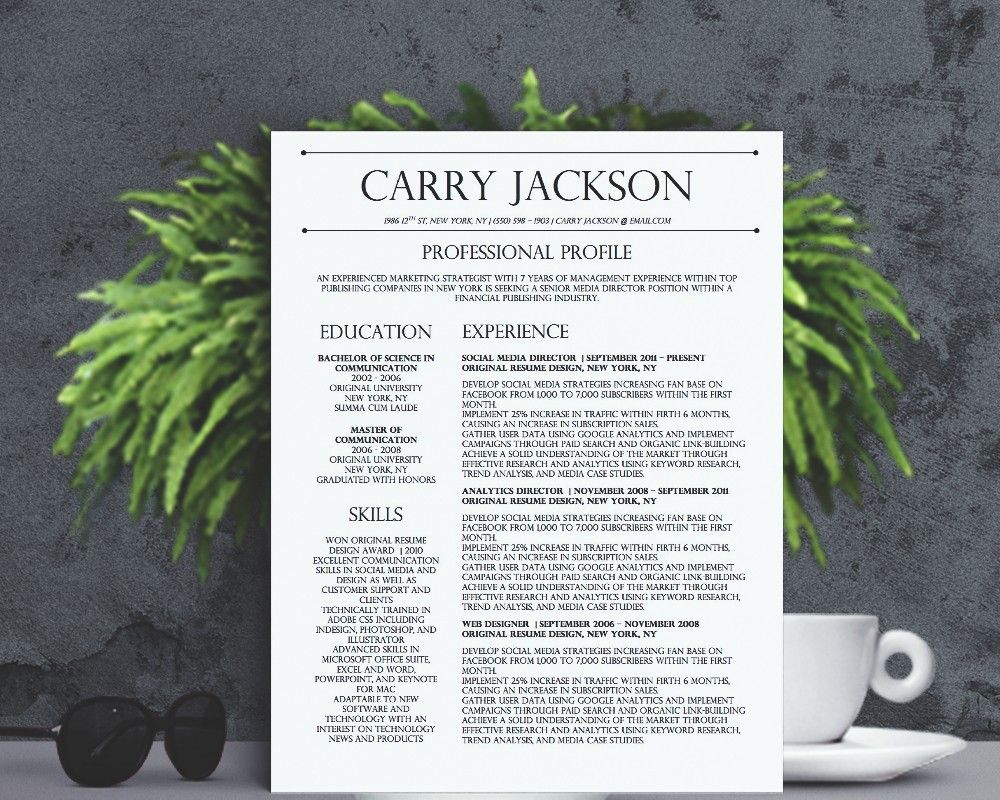 CARRY JACKSON
1986 12TH ST, NEW YORK, NY | (550) 598 – 1903 | CARRY JACKSON @ EMAIL.COM
PROFESSIONAL PROFILE
AN EXPERIENCED MARKETING STRATEGIST WITH 7 YEARS OF MANAGEMENT EXPERIENCE WITHIN TOP
PUBLISHING COMPANIES IN NEW YORK IS SEEKING A SENIOR MEDIA DIRECTOR POSITION WITHIN A
FINANCIAL PUBLISHING INDUSTRY.
EDUCATION
BACHELOR OF SCIENCE IN
COMMUNICATION
2002 - 2006
ORIGINAL UNIVERSITY
NEW YORK, NY
SUMMA CUM LAUDE
MASTER OF
COMMUNICATION
2006 - 2008
ORIGINAL UNIVERSITY
NEW YORK, NY
GRADUATED WITH HONORS
SKILLS
WON ORIGINAL RESUME
DESIGN AWARD | 2010
EXCELLENT COMMUNICATION
SKILLS IN SOCIAL MEDIA AND
DESIGN AS WELL AS
CUSTOMER SUPPORT AND
CLIENTS
TECHNICALLY TRAINED IN
ADOBE CS5 INCLUDING
INDESIGN, PHOTOSHOP, AND
ILLUSTRATOR
ADVANCED SKILLS IN
MICROSOFT OFFICE SUITE,
EXCEL AND WORD,
POWERPOINT, AND KEYNOTE
FOR MAC
ADAPTABLE TO NEW
SOFTWARE AND
TECHNOLOGY WITH AN
INTEREST ON TECHNOLOGY
NEWS AND PRODUCTS
EXPERIENCE
SOCIAL MEDIA DIRECTOR | SEPTEMBER 2011 – PRESENT
ORIGINAL RESUME DESIGN, NEW YORK, NY
DEVELOP SOCIAL MEDIA STRATEGIES INCREASING FAN BASE ON
FACEBOOK FROM 1,000 TO 7,000 SUBSCRIBERS WITHIN THE FIRST
MONTH.
IMPLEMENT 25% INCREASE IN TRAFFIC WITHIN FIRTH 6 MONTHS,
CAUSING AN INCREASE IN SUBSCRIPTION SALES.
GATHER USER DATA USING GOOGLE ANALYTICS AND IMPLEMENT
CAMPAIGNS THROUGH PAID SEARCH AND ORGANIC LINK-BUILDING
ACHIEVE A SOLID UNDERSTANDING OF THE MARKET THROUGH
EFFECTIVE RESEARCH AND ANALYTICS USING KEYWORD RESEARCH,
TREND ANALYSIS, AND MEDIA CASE STUDIES.
ANALYTICS DIRECTOR | NOVEMBER 2008 – SEPTEMBER 2011
ORIGINAL RESUME DESIGN, NEW YORK, NY
DEVELOP SOCIAL MEDIA STRATEGIES INCREASING FAN BASE ON
FACEBOOK FROM 1,000 TO 7,000 SUBSCRIBERS WITHIN THE FIRST
MONTH.
IMPLEMENT 25% INCREASE IN TRAFFIC WITHIN FIRTH 6 MONTHS,
CAUSING AN INCREASE IN SUBSCRIPTION SALES.
GATHER USER DATA USING GOOGLE ANALYTICS AND IMPLEMENT
CAMPAIGNS THROUGH PAID SEARCH AND ORGANIC LINK-BUILDING
ACHIEVE A SOLID UNDERSTANDING OF THE MARKET THROUGH
EFFECTIVE RESEARCH AND ANALYTICS USING KEYWORD RESEARCH,
TREND ANALYSIS, AND MEDIA CASE STUDIES.
WEB DESIGNER | SEPTEMBER 2006 – NOVEMBER 2008
ORIGINAL RESUME DESIGN, NEW YORK, NY
DEVELOP SOCIAL MEDIA STRATEGIES INCREASING FAN BASE ON
FACEBOOK FROM 1,000 TO 7,000 SUBSCRIBERS WITHIN THE FIRST
MONTH.
IMPLEMENT 25% INCREASE IN TRAFFIC WITHIN FIRTH 6 MONTHS,
CAUSING AN INCREASE IN SUBSCRIPTION SALES.
GATHER USER DATA USING GOOGLE ANALYTICS AND IMPLEMENT
CAMPAIGNS THROUGH PAID SEARCH AND ORGANIC LINK-BUILDING
ACHIEVE A SOLID UNDERSTANDING OF THE MARKET THROUGH
EFFECTIVE RESEARCH AND ANALYTICS USING KEYWORD RESEARCH,
TREND ANALYSIS, AND MEDIA CASE STUDIES.